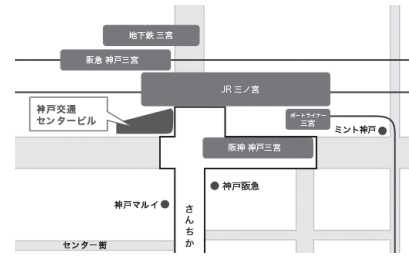 地下鉄 三宮
阪急 神戸三宮
JR 三ノ宮
神戸交通
センタービル
ポートライナー
三宮
ミント神戸
阪神 神戸三宮
神戸阪急
神戸マルイ
さんちか
センター街